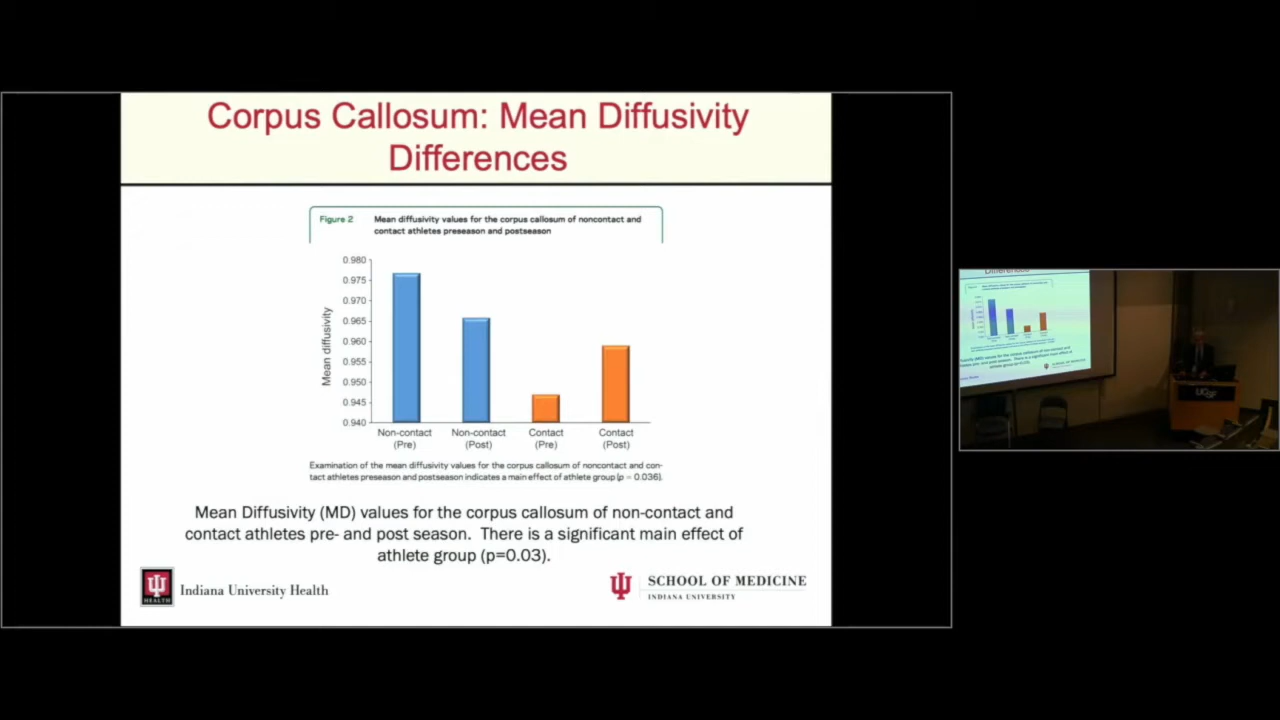 Corpus Callosum: Mean Diffusivity
Differences
Figure 2 Mean diffusivity values for the corpus callosum of noncontact and
contact athletes preseason and postseason
0.980
0.975
0.970
0.965
0.960
0.955
0.950
0.945
0.940
Mean diffusivity
Non-contact (Pre)
Non-contact (Post)
Contact (Pre)
Contact (Post)
Examination of the mean diffusivity values for the corpus callosum of noncontact and con-
tact athletes preseason and postseason indicates a main effect of athlete group (p = 0.036).
Mean Diffusivity (MD) values for the corpus callosum of non-contact and
contact athletes pre- and post season. There is a significant main effect of
athlete group (p=0.03).
HEALTH
Indiana University Health
SCHOOL OF MEDICINE
INDIANA UNIVERSITY
Differences
UCSF